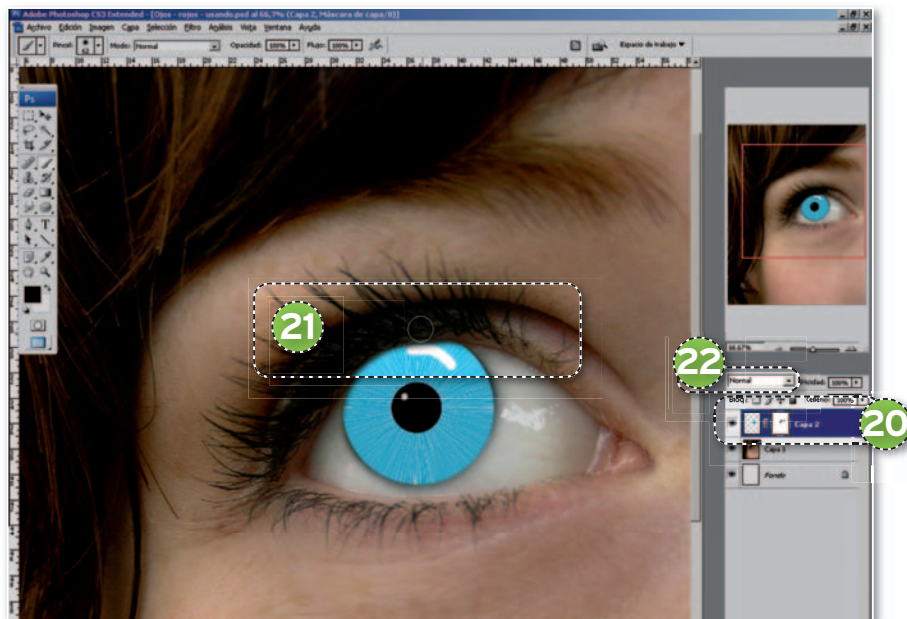 Adobe Photoshop CS3 Extended - [Ojos - rojos - usando.psd al 66,7% (Capa 2, Máscara de capa/8)]
Archivo Edición Imagen Capa Selección Filtro Análisis Vista Ventana Ayuda
Pincel: Modo: Normal Opacidad: 100% Flujo: 100% Espacio de trabajo
Ps
21
66.67%
22
Normal Opacidad: 100%
Bloq.: Relleno: 100%
Capa 2
20
Capa 1
Fondo